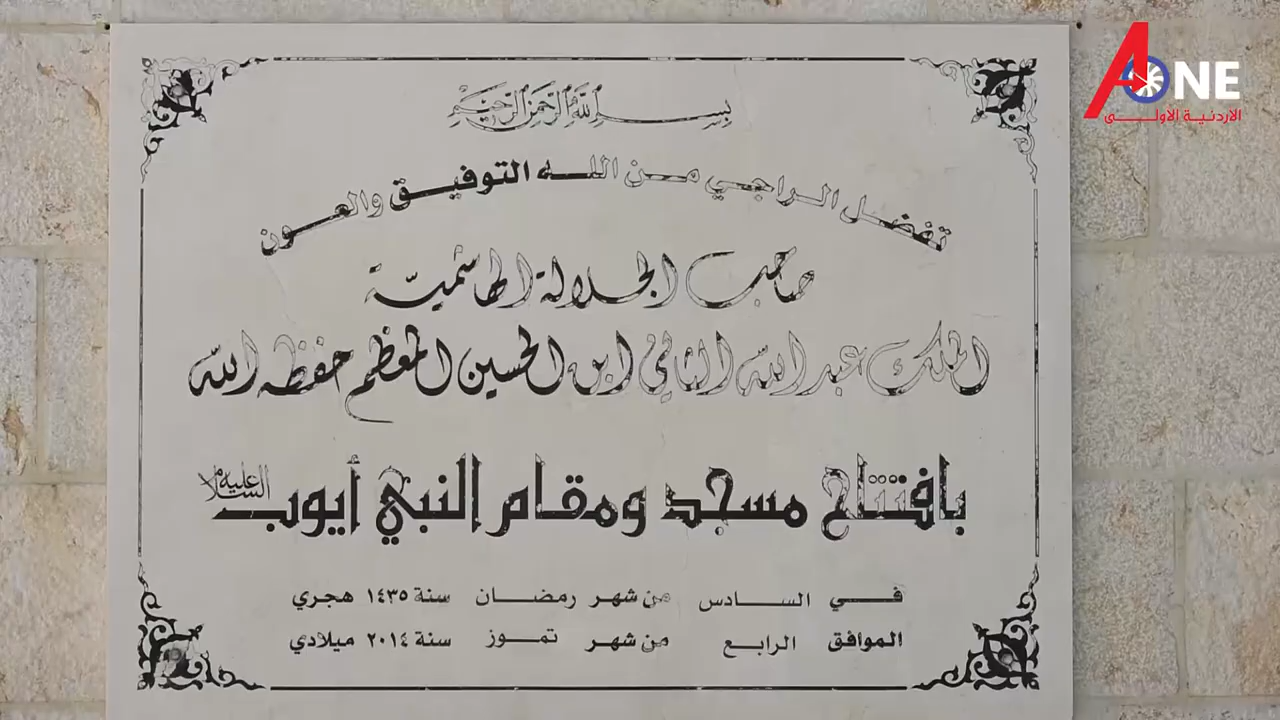 AONE
الاردنية الاولى
بسم الله الرحمن الرحيم
تفضل الراجي من الله التوفيق والعون
صاحب الجلالة الهاشمية
الملك عبدالله الثاني ابن الحسين المعظم حفظه الله
بافتتاح مسجد ومقام النبي أيوب عليه السلام
في السادس من شهر رمضان سنة ١٤٣٥ هجري
الموافق الرابع من شهر تموز سنة ٢٠١٤ ميلادي